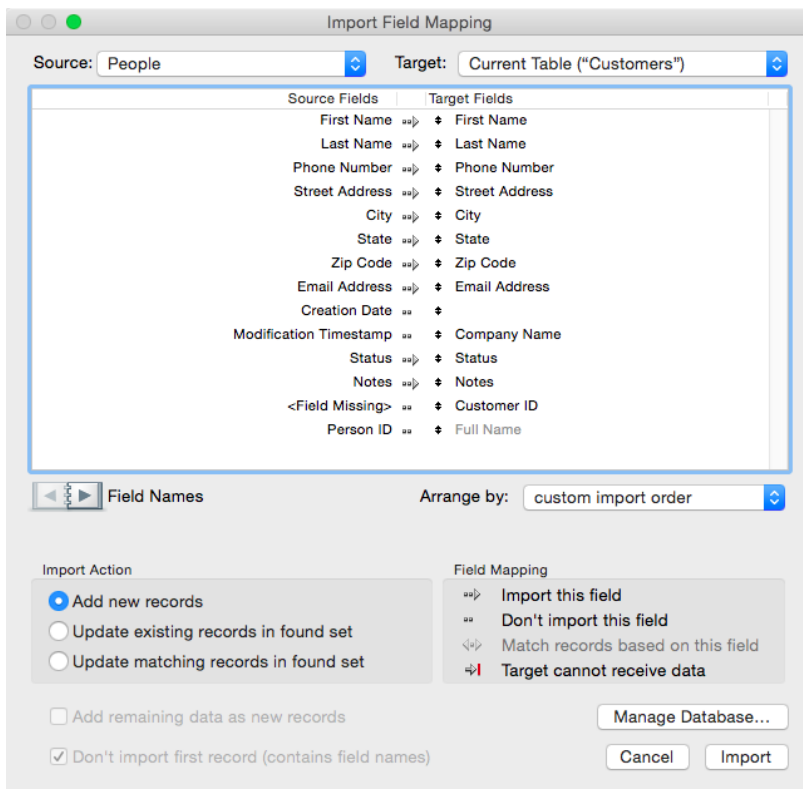 Import Field Mapping
Source: People Target: Current Table (“Customers”)
Source Fields Target Fields
First Name First Name
Last Name Last Name
Phone Number Phone Number
Street Address Street Address
City City
State State
Zip Code Zip Code
Email Address Email Address
Creation Date
Modification Timestamp Company Name
Status Status
Notes Notes
<Field Missing> Customer ID
Person ID Full Name
Field Names Arrange by: custom import order
Import Action
Add new records
Update existing records in found set
Update matching records in found set
Field Mapping
Import this field
Don't import this field
Match records based on this field
Target cannot receive data
Add remaining data as new records
Manage Database...
Don't import first record (contains field names)
Cancel Import